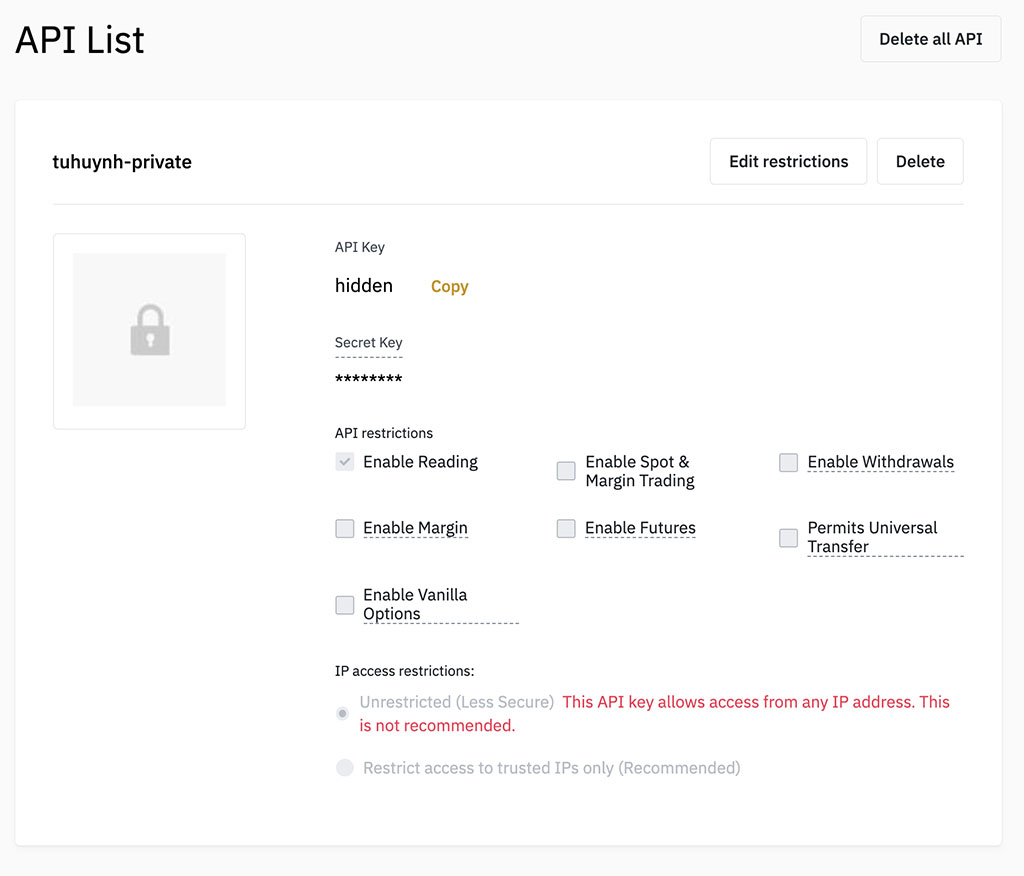 API List
Delete all API
tuhuynh-private
Edit restrictions
Delete
API Key
hidden
Copy
Secret Key
********
API restrictions
Enable Reading
Enable Spot &
Margin Trading
Enable Withdrawals
Enable Margin
Enable Futures
Permits Universal
Transfer
Enable Vanilla
Options
IP access restrictions:
Unrestricted (Less Secure) This API key allows access from any IP address. This
is not recommended.
Restrict access to trusted IPs only (Recommended)